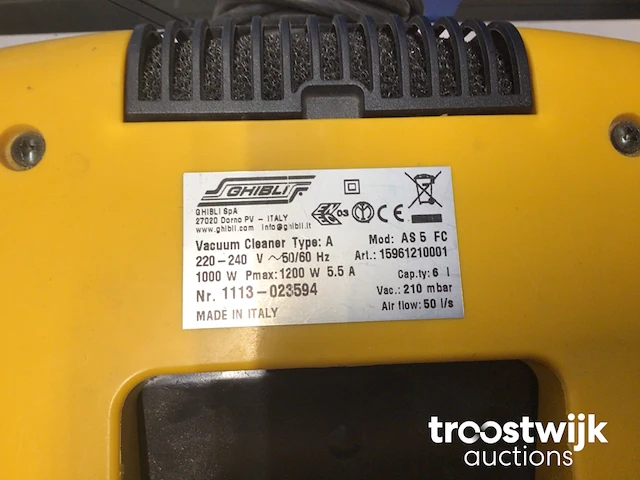 GHIBLI
GHIBLI SpA
27020 Dorno PV - ITALY
www.ghibli.com info@ghibli.it
03
CE
Vacuum Cleaner Type: A
Mod: AS 5 FC
220-240 V ~50/60 Hz
Art.: 15961210001
1000 W Pmax:1200 W 5.5 A
Cap.ty: 6 l
Nr. 1113-023594
Vac.: 210 mbar
MADE IN ITALY
Air flow: 50 l/s
troostwijk
auctions